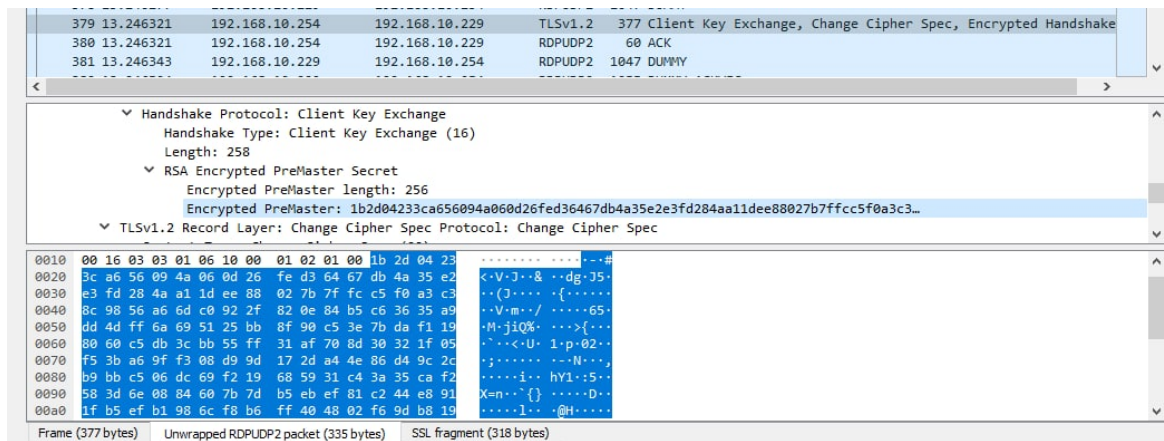 379 13.246321 192.168.10.254 192.168.10.229 TLSv1.2 377 Client Key Exchange, Change Cipher Spec, Encrypted Handshake
380 13.246321 192.168.10.254 192.168.10.229 RDPUDP2 60 ACK
381 13.246343 192.168.10.229 192.168.10.254 RDPUDP2 1047 DUMMY
Handshake Protocol: Client Key Exchange
Handshake Type: Client Key Exchange (16)
Length: 258
RSA Encrypted PreMaster Secret
Encrypted PreMaster length: 256
Encrypted PreMaster: 1b2d04233ca656094a060d26fed36467db4a35e2e3fd284aa11dee88027b7ffcc5f0a3c3…
TLSv1.2 Record Layer: Change Cipher Spec Protocol: Change Cipher Spec
0010 00 16 03 03 01 06 10 00 01 02 01 00 1b 2d 04 23 ········ ·····-·#
0020 3c a6 56 09 4a 06 0d 26 fe d3 64 67 db 4a 35 e2 <·V·J··& ··dg·J5·
0030 e3 fd 28 4a a1 1d ee 88 02 7b 7f fc c5 f0 a3 c3 ··(J···· ·{······
0040 8c 98 56 a6 6d c0 92 2f 82 0e 84 b5 c6 36 35 a9 ··V·m··/ ·····65·
0050 dd 4d ff 6a 69 51 25 bb 8f 90 c5 3e 7b da f1 19 ·M·jiQ%· ···>{···
0060 80 60 c5 db 3c bb 55 ff 31 af 70 8d 30 32 1f 05 ·`··<·U· 1·p·02··
0070 f5 3b a6 9f f3 08 d9 9d 17 2d a4 4e 86 d4 9c 2c ·;······ ·-·N···,
0080 b9 bb c5 06 dc 69 f2 19 68 59 31 c4 3a 35 ca f2 ·····i·· hY1·:5··
0090 58 3d 6e 08 84 60 7b 7d b5 eb ef 81 c2 44 e8 91 X=n··`{} ·····D··
00a0 1f b5 ef b1 98 6c f8 b6 ff 40 48 02 f6 9d b8 19 ·····l·· ·@H·····
Frame (377 bytes) Unwrapped RDPUDP2 packet (335 bytes) SSL fragment (318 bytes)